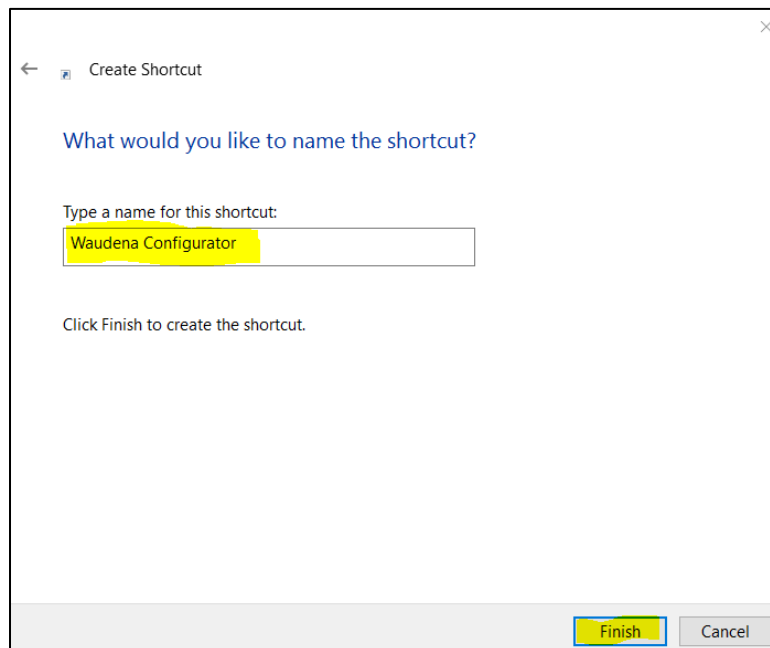 Create Shortcut
What would you like to name the shortcut?
Type a name for this shortcut:
Waudena Configurator
Click Finish to create the shortcut.
Finish
Cancel